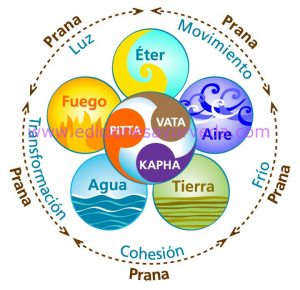 Prana
Prana
Luz
Movimiento
Éter
Fuego
Aire
PITTA
VATA
KAPHA
Agua
Tierra
Transformación
Frío
Prana
Prana
Cohesión
Prana